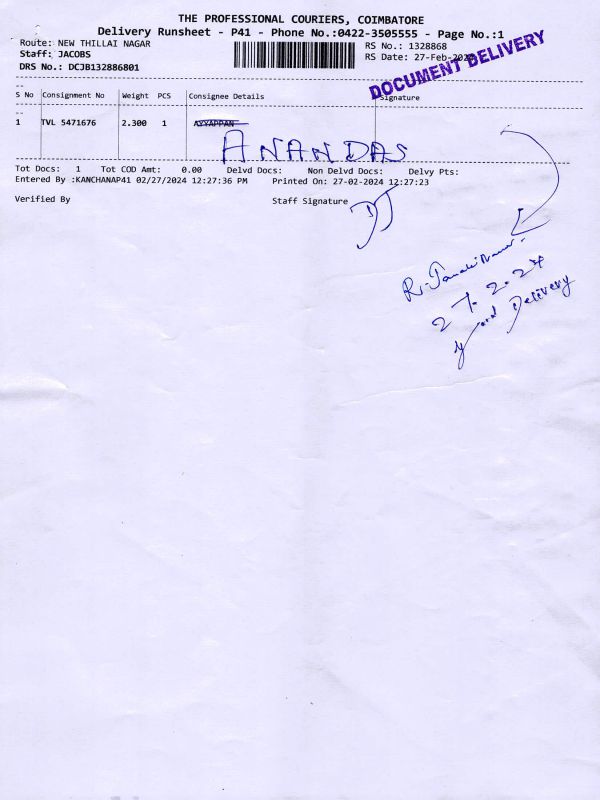 THE PROFESSIONAL COURIERS, COIMBATORE
Delivery Runsheet - P41 - Phone No.:0422-3505555 - Page No.:1
Route: NEW THILLAI NAGAR
RS No.: 1328868
Staff: JACOBS
RS Date: 27-Feb-2024
DRS No.: DCJB132886801
DOCUMENT DELIVERY
S No Consignment No Weight PCS Consignee Details Signature
1 TVL 5471676 2.300 1 AYYAPPAN
ANANDAS
Tot Docs: 1 Tot COD Amt: 0.00 Delvd Docs: Non Delvd Docs: Delvy Pts:
Entered By :KANCHANAP41 02/27/2024 12:27:36 PM Printed On: 27-02-2024 12:27:23
Verified By Staff Signature
27.2.24
Delivery